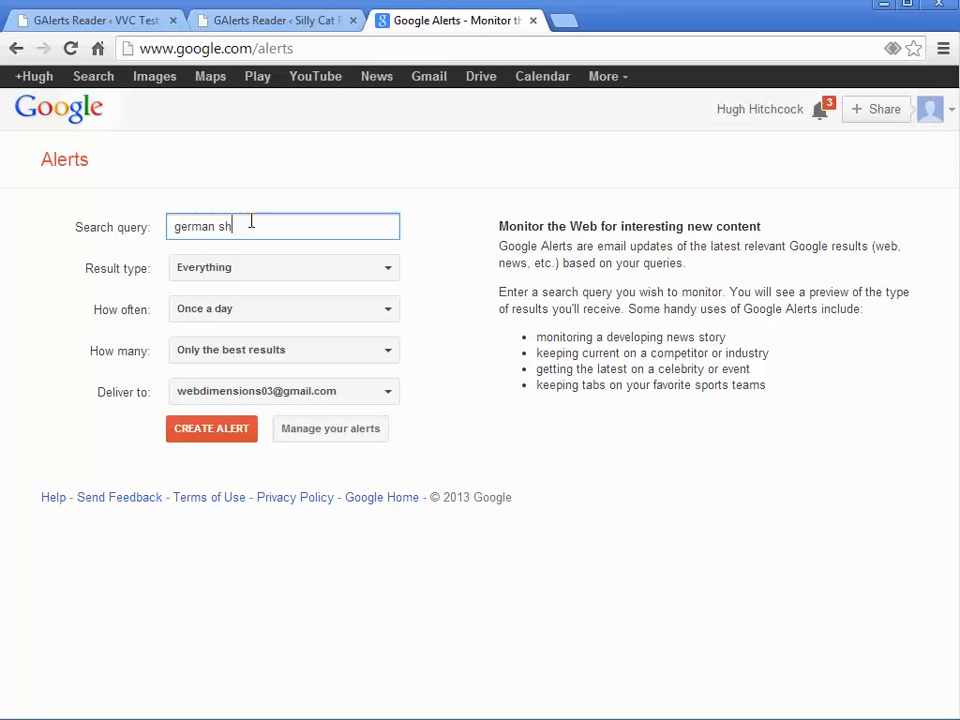 GAlerts Reader ‹ VVC Test
GAlerts Reader ‹ Silly Cat P
Google Alerts - Monitor th
www.google.com/alerts
+Hugh Search Images Maps Play YouTube News Gmail Drive Calendar More
Google
Hugh Hitchcock 3 + Share
Alerts
Search query: german sh
Result type: Everything
How often: Once a day
How many: Only the best results
Deliver to: webdimensions03@gmail.com
CREATE ALERT Manage your alerts
Monitor the Web for interesting new content
Google Alerts are email updates of the latest relevant Google results (web,
news, etc.) based on your queries.
Enter a search query you wish to monitor. You will see a preview of the type
of results you'll receive. Some handy uses of Google Alerts include:
• monitoring a developing news story
• keeping current on a competitor or industry
• getting the latest on a celebrity or event
• keeping tabs on your favorite sports teams
Help - Send Feedback - Terms of Use - Privacy Policy - Google Home - © 2013 Google